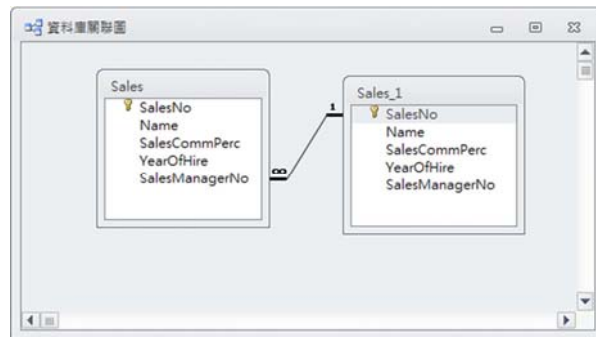 資料庫關聯圖
Sales
SalesNo
Name
SalesCommPerc
YearOfHire
SalesManagerNo
∞
1
Sales_1
SalesNo
Name
SalesCommPerc
YearOfHire
SalesManagerNo